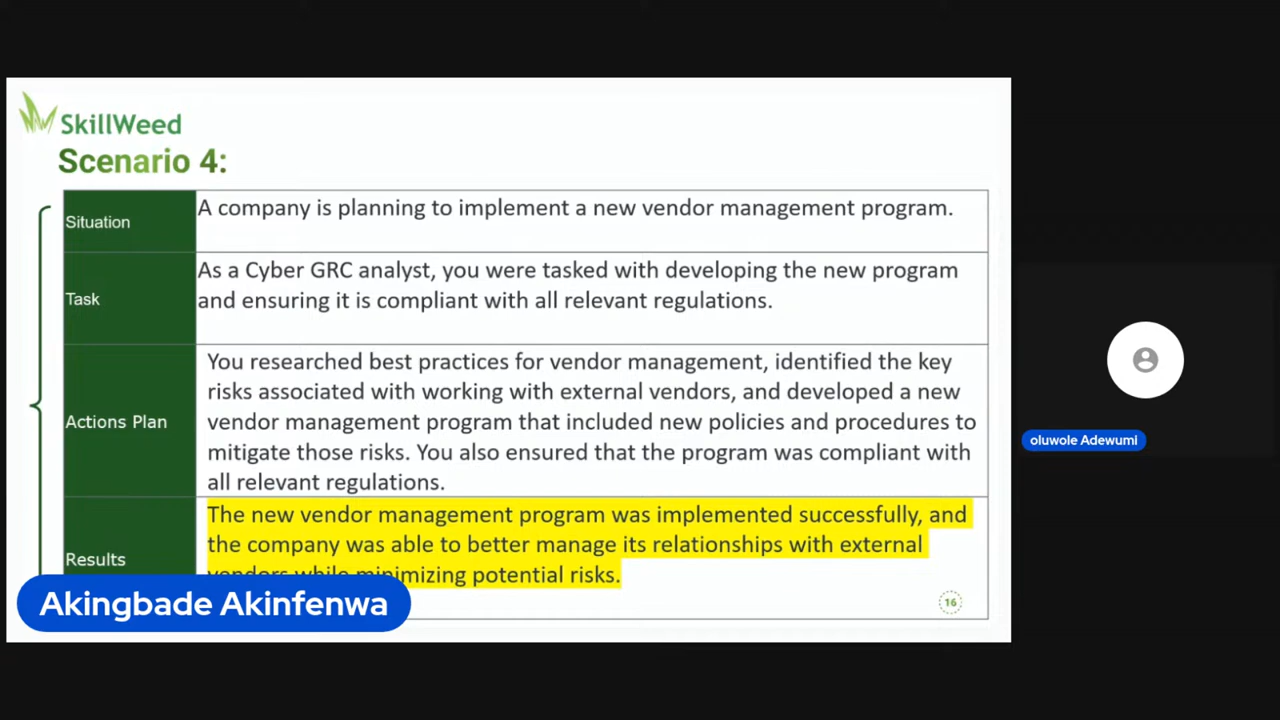 SkillWeed
Scenario 4:
Situation
A company is planning to implement a new vendor management program.
Task
As a Cyber GRC analyst, you were tasked with developing the new program
and ensuring it is compliant with all relevant regulations.
Actions Plan
You researched best practices for vendor management, identified the key
risks associated with working with external vendors, and developed a new
vendor management program that included new policies and procedures to
mitigate those risks. You also ensured that the program was compliant with
all relevant regulations.
Results
The new vendor management program was implemented successfully, and
the company was able to better manage its relationships with external
vendors while minimizing potential risks.
16
Akingbade Akinfenwa
oluwole Adewumi